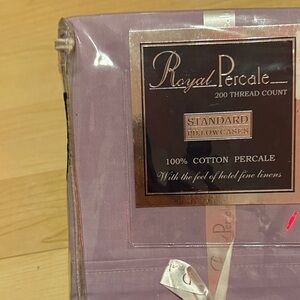 Royal Percale
200 THREAD COUNT
STANDARD
PILLOWCASES
100% COTTON PERCALE
With the feel of hotel fine linens